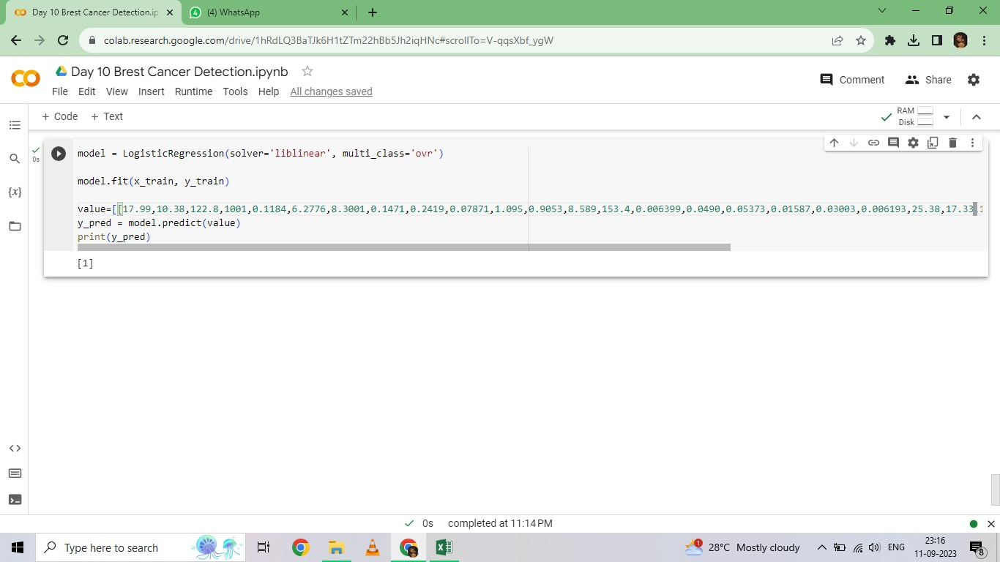 Day 10 Brest Cancer Detection.ip
(4) WhatsApp
colab.research.google.com/drive/1hRdLQ3BaTJk6H1tZTm22hBb5Jh2iqHNc#scrollTo=V-qqsXbf_ygW
CO
Day 10 Brest Cancer Detection.ipynb
Comment
Share
File Edit View Insert Runtime Tools Help All changes saved
+ Code + Text
RAM
Disk
{x}
0s
model = LogisticRegression(solver='liblinear', multi_class='ovr')
model.fit(x_train, y_train)
value=[[17.99,10.38,122.8,1001,0.1184,6.2776,8.3001,0.1471,0.2419,0.07871,1.095,0.9053,8.589,153.4,0.006399,0.0490,0.05373,0.01587,0.03003,0.006193,25.38,17.33
y_pred = model.predict(value)
print(y_pred)
[1]
<>
0s completed at 11:14 PM
Type here to search
1
28°C Mostly cloudy
ENG
23:16
11-09-2023
8